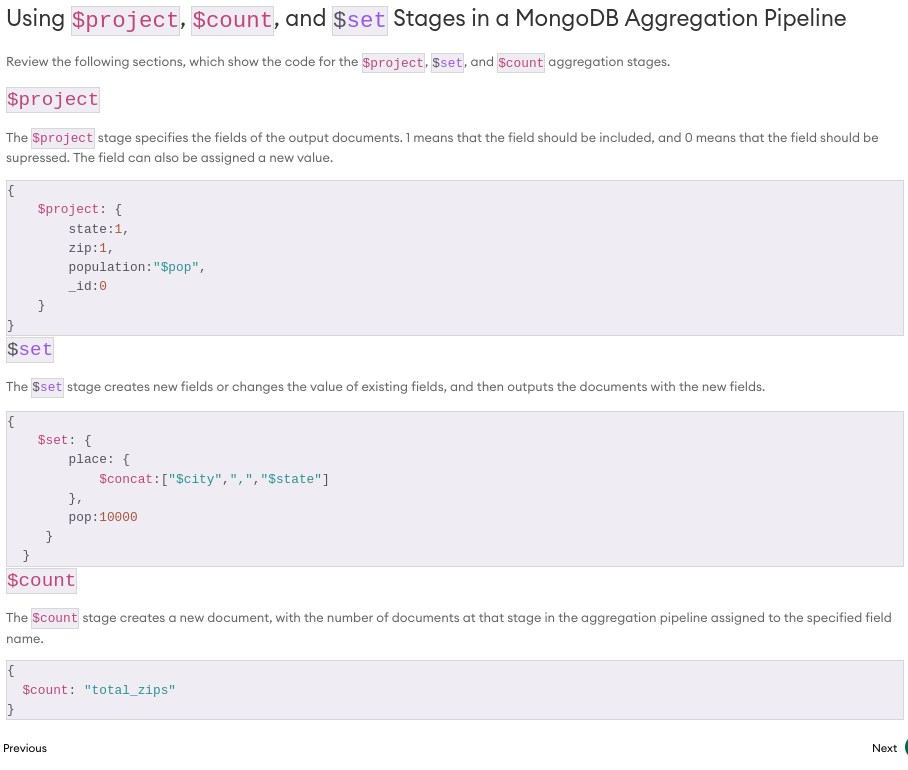 Using $project, $count, and $set Stages in a MongoDB Aggregation Pipeline
Review the following sections, which show the code for the $project, $set, and $count aggregation stages.
$project
The $project stage specifies the fields of the output documents. 1 means that the field should be included, and 0 means that the field should be
supressed. The field can also be assigned a new value.
{
    $project: {
        state:1,
        zip:1,
        population:"$pop",
        _id:0
    }
}
$set
The $set stage creates new fields or changes the value of existing fields, and then outputs the documents with the new fields.
{
    $set: {
        place: {
            $concat:["$city",",","$state"]
        },
        pop:10000
     }
  }
$count
The $count stage creates a new document, with the number of documents at that stage in the aggregation pipeline assigned to the specified field
name.
{
  $count: "total_zips"
}
Previous
Next